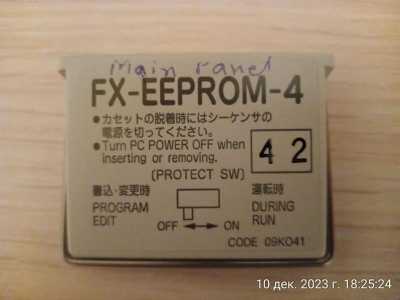 Main Panel
FX-EEPROM-4
●カセットの脱着時にはシーケンサの
電源を切ってください。
●Turn PC POWER OFF when
inserting or removing.
4 2
(PROTECT SW)
書込・変更時
運転時
PROGRAM
EDIT
DURING
RUN
OFF ←→ ON
CODE 09K041
10 дек. 2023 г. 18:25:24